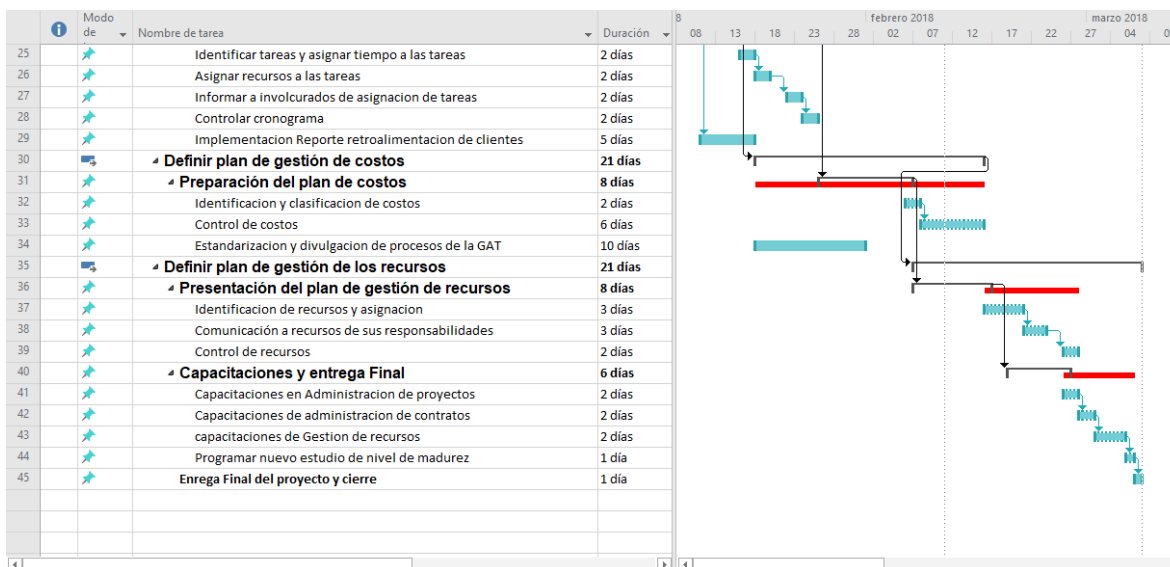 Modo de Nombre de tarea Duración
8 febrero 2018 marzo 2018
08 13 18 23 28 02 07 12 17 22 27 04 0
25 Identificar tareas y asignar tiempo a las tareas 2 días
26 Asignar recursos a las tareas 2 días
27 Informar a involcurados de asignacion de tareas 2 días
28 Controlar cronograma 2 días
29 Implementacion Reporte retroalimentacion de clientes 5 días
30 Definir plan de gestión de costos 21 días
31 Preparación del plan de costos 8 días
32 Identificacion y clasificacion de costos 2 días
33 Control de costos 6 días
34 Estandarizacion y divulgacion de procesos de la GAT 10 días
35 Definir plan de gestión de los recursos 21 días
36 Presentación del plan de gestión de recursos 8 días
37 Identificacion de recursos y asignacion 3 días
38 Comunicación a recursos de sus responsabilidades 3 días
39 Control de recursos 2 días
40 Capacitaciones y entrega Final 6 días
41 Capacitaciones en Administracion de proyectos 2 días
42 Capacitaciones de administracion de contratos 2 días
43 capacitaciones de Gestion de recursos 2 días
44 Programar nuevo estudio de nivel de madurez 1 día
45 Enrega Final del proyecto y cierre 1 día